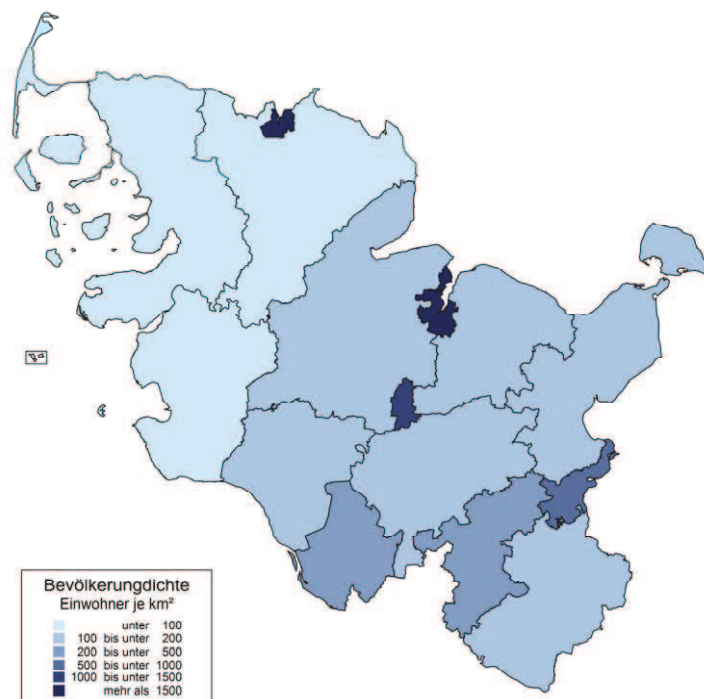 Bevölkerungdichte
Einwohner je km²
unter 100
100 bis unter 200
200 bis unter 500
500 bis unter 1000
1000 bis unter 1500
mehr als 1500